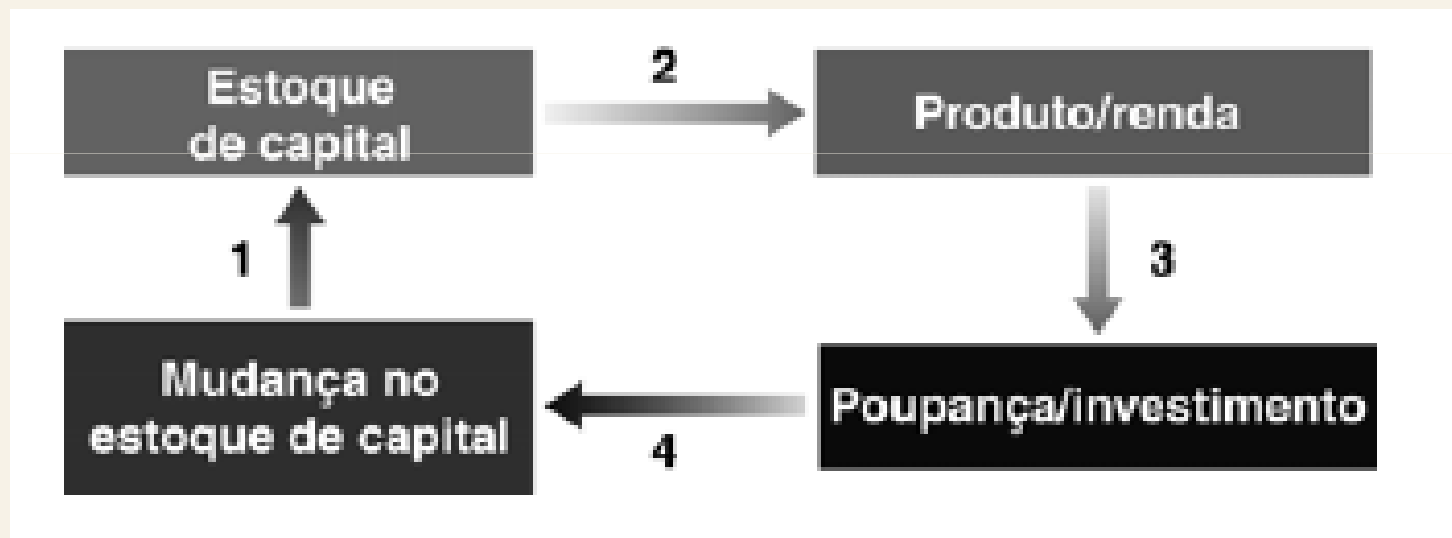 Estoque
de capital
2
Produto/renda
1
3
Mudança no
estoque de capital
4
Poupança/investimento